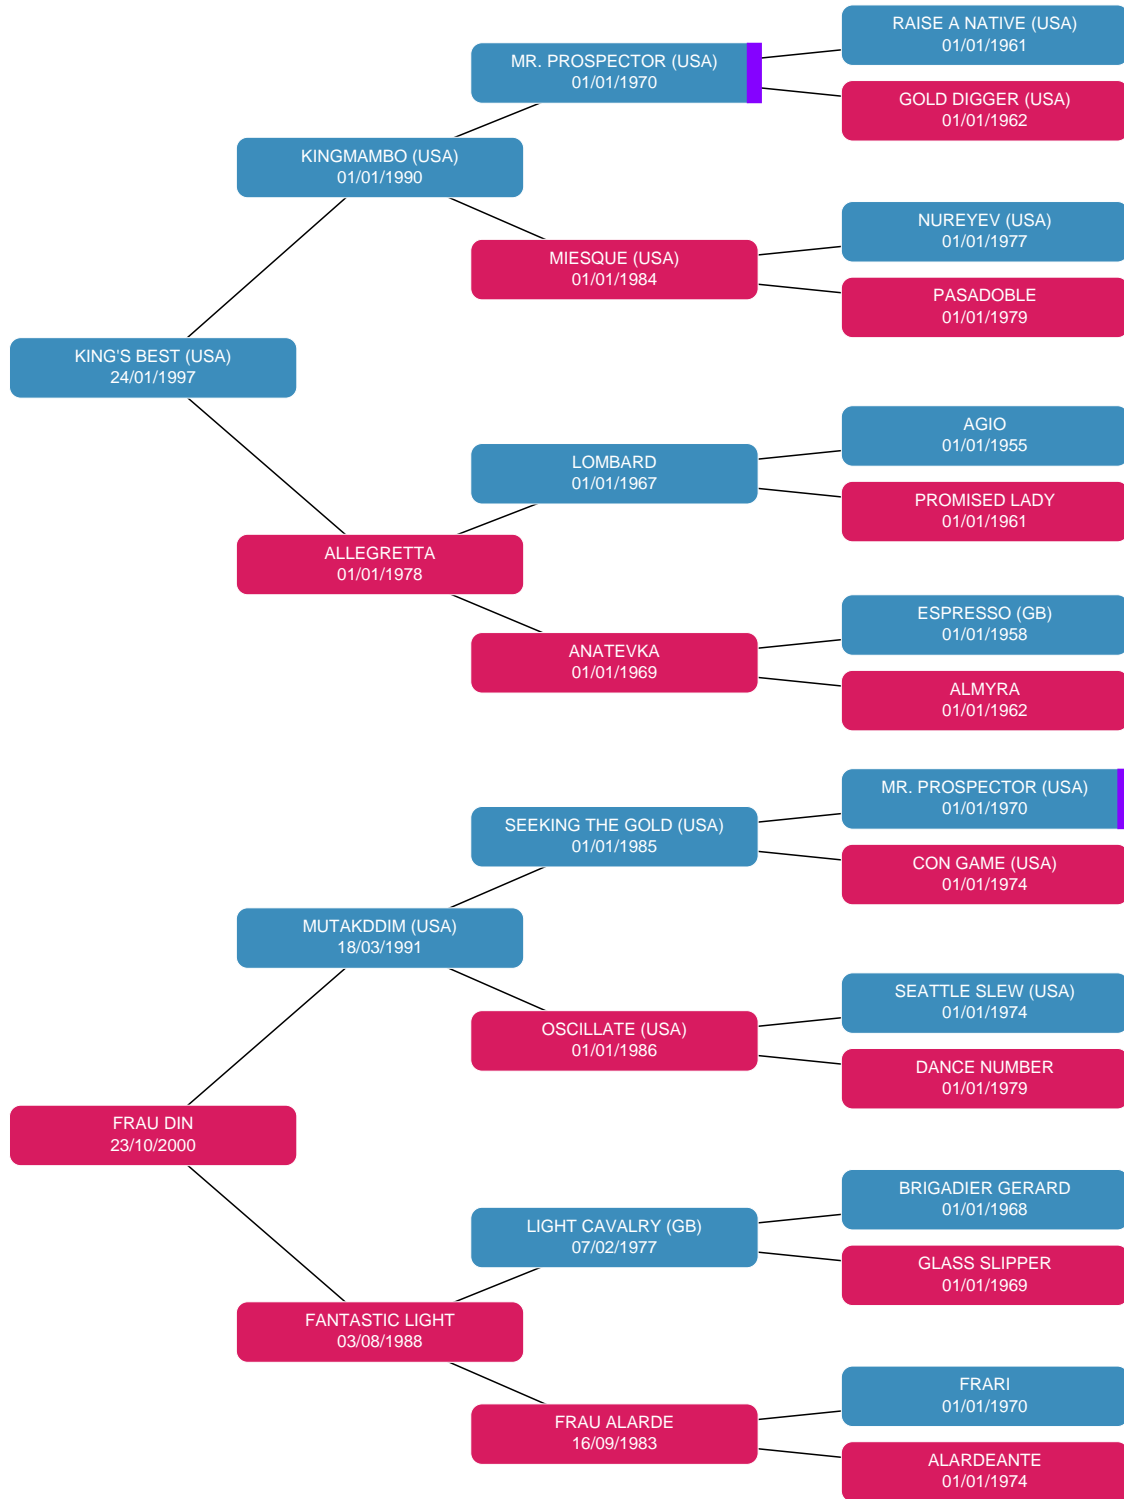 RAISE A NATIVE (USA)
01/01/1961
MR. PROSPECTOR (USA)
01/01/1970
GOLD DIGGER (USA)
01/01/1962
KINGMAMBO (USA)
01/01/1990
NUREYEV (USA)
01/01/1977
MIESQUE (USA)
01/01/1984
PASADOBLE
01/01/1979
KING'S BEST (USA)
24/01/1997
AGIO
01/01/1955
LOMBARD
01/01/1967
PROMISED LADY
01/01/1961
ALLEGRETTA
01/01/1978
ESPRESSO (GB)
01/01/1958
ANATEVKA
01/01/1969
ALMYRA
01/01/1962
MR. PROSPECTOR (USA)
01/01/1970
SEEKING THE GOLD (USA)
01/01/1985
CON GAME (USA)
01/01/1974
MUTAKDDIM (USA)
18/03/1991
SEATTLE SLEW (USA)
01/01/1974
OSCILLATE (USA)
01/01/1986
DANCE NUMBER
01/01/1979
FRAU DIN
23/10/2000
BRIGADIER GERARD
01/01/1968
LIGHT CAVALRY (GB)
07/02/1977
GLASS SLIPPER
01/01/1969
FANTASTIC LIGHT
03/08/1988
FRARI
01/01/1970
FRAU ALARDE
16/09/1983
ALARDEANTE
01/01/1974